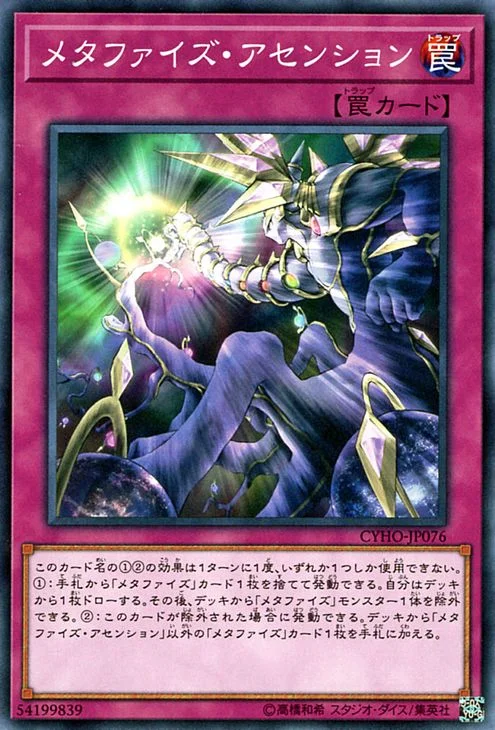 メタファイズ・アセンション 罠
【罠カード】
CYHO-JP076
このカード名の①②の効果は1ターンに1度、いずれか1つしか使用できない。
①：手札から「メタファイズ」カード1枚を捨てて発動できる。自分はデッキ
から1枚ドローする。その後、デッキから「メタファイズ」モンスター1体を除外
できる。②：このカードが除外された場合に発動できる。デッキから「メタ
ファイズ・アセンション」以外の「メタファイズ」カード1枚を手札に加える。
54199839 ©高橋和希 スタジオ・ダイス/集英社